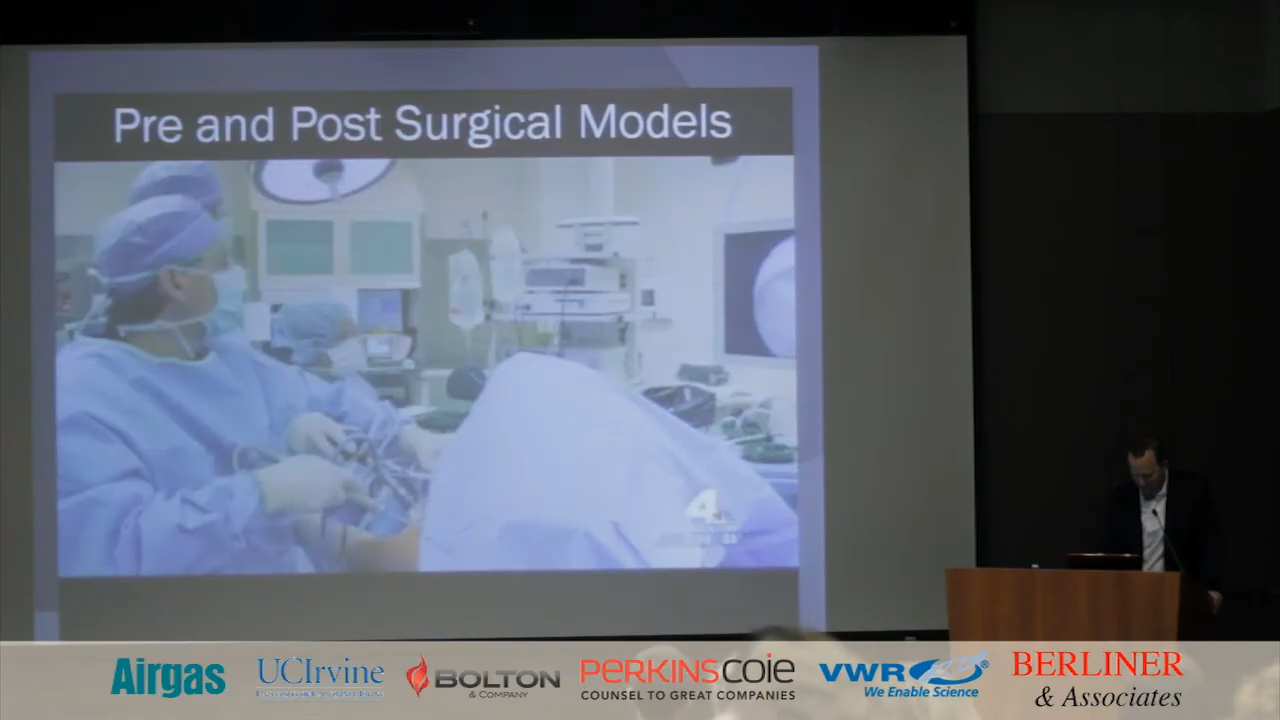 Pre and Post Surgical Models
4
Airgas
UCIrvine
BOLTON
& COMPANY
PERKINSCOIE
COUNSEL TO GREAT COMPANIES
VWR
We Enable Science
BERLINER
& Associates